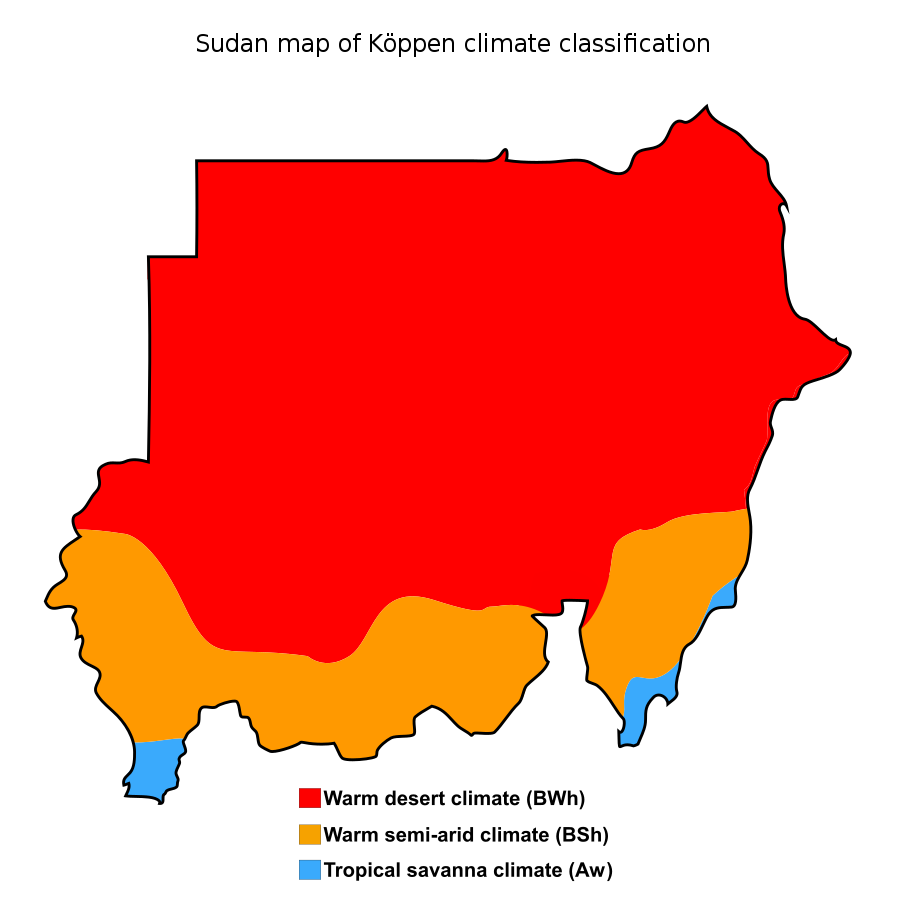 Sudan map of Köppen climate classification
Warm desert climate (BWh)
Warm semi-arid climate (BSh)
Tropical savanna climate (Aw)